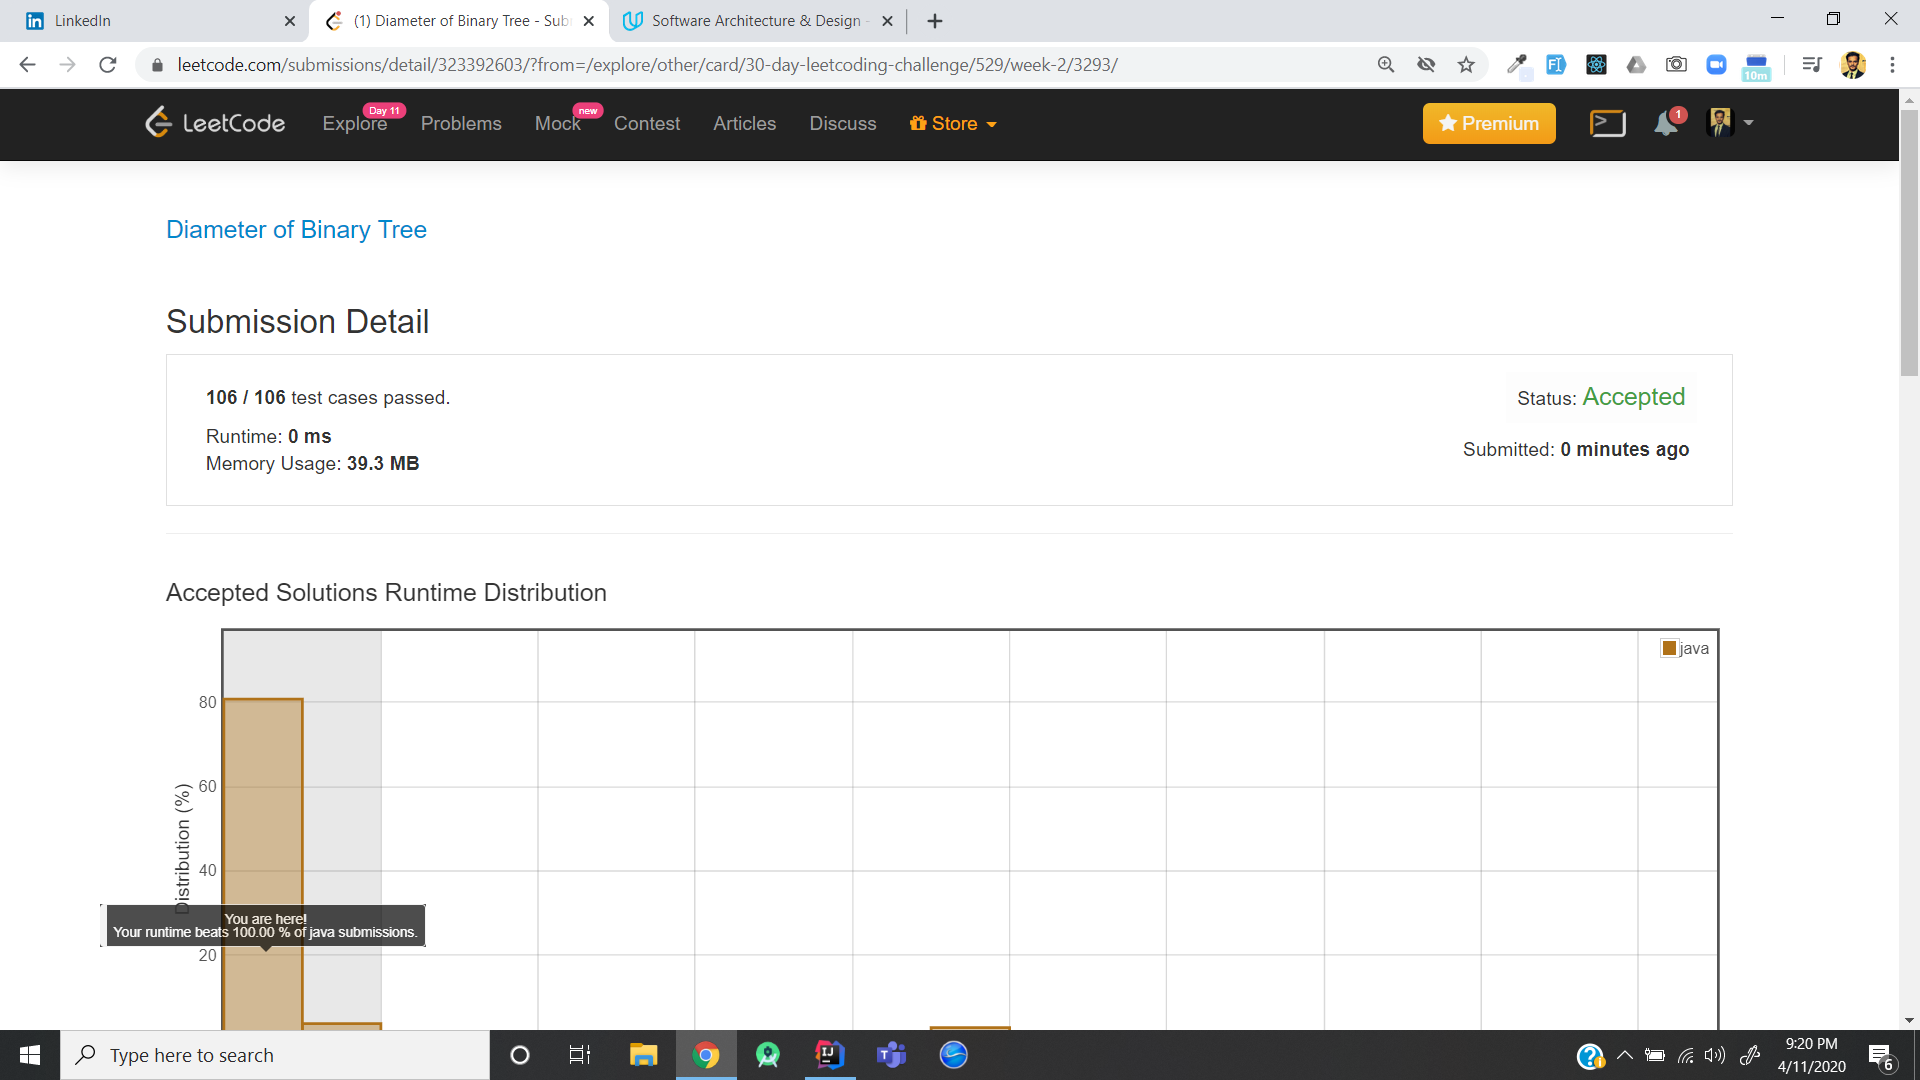 LinkedIn
(1) Diameter of Binary Tree - Sub
Software Architecture & Design -
leetcode.com/submissions/detail/323392603/?from=/explore/other/card/30-day-leetcoding-challenge/529/week-2/3293/
10m
LeetCode
Explore
Day 11
Problems
Mock
new
Contest
Articles
Discuss
Store
Premium
1
Diameter of Binary Tree
Submission Detail
106 / 106 test cases passed.
Status: Accepted
Runtime: 0 ms
Submitted: 0 minutes ago
Memory Usage: 39.3 MB
Accepted Solutions Runtime Distribution
java
80
60
40
20
Distribution (%)
You are here!
Your runtime beats 100.00 % of java submissions.
Type here to search
9:20 PM
4/11/2020
6